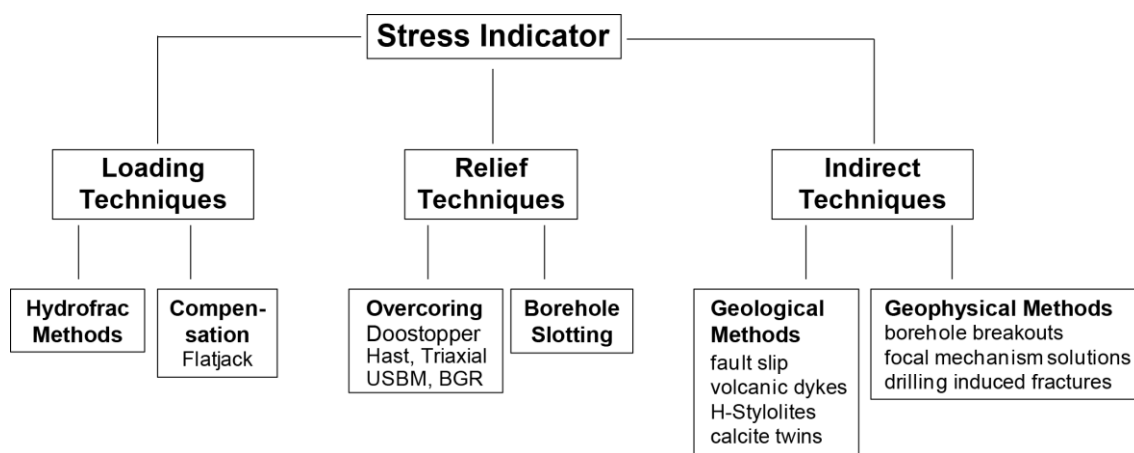 Stress Indicator
Loading
Techniques
Relief
Techniques
Indirect
Techniques
Hydrofrac
Methods
Compen-
sation
Flatjack
Overcoring
Doostopper
Hast, Triaxial
USBM, BGR
Borehole
Slotting
Geological
Methods
fault slip
volcanic dykes
H-Stylolites
calcite twins
Geophysical Methods
borehole breakouts
focal mechanism solutions
drilling induced fractures